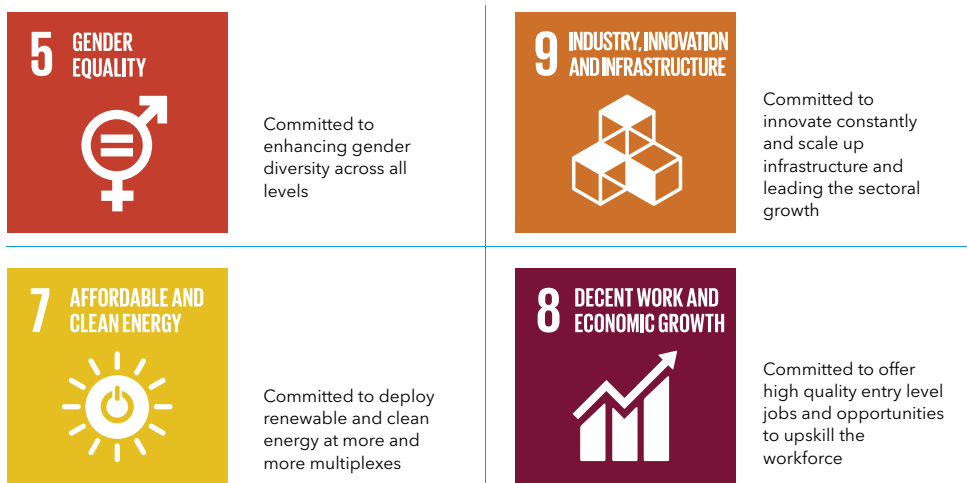 5 GENDER
EQUALITY
Committed to
enhancing gender
diversity across all
levels
9 INDUSTRY, INNOVATION
AND INFRASTRUCTURE
Committed to
innovate constantly
and scale up
infrastructure and
leading the sectoral
growth
7 AFFORDABLE AND
CLEAN ENERGY
Committed to deploy
renewable and clean
energy at more and
more multiplexes
8 DECENT WORK AND
ECONOMIC GROWTH
Committed to offer
high quality entry level
jobs and opportunities
to upskill the
workforce